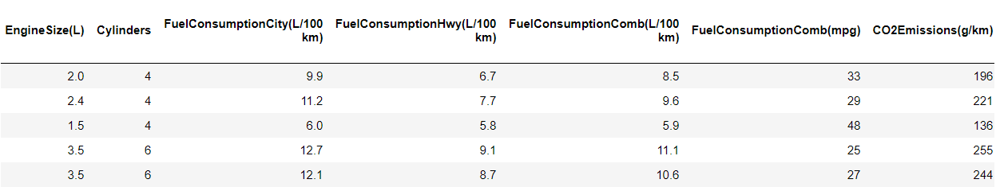 EngineSize(L) Cylinders FuelConsumptionCity(L/100 km) FuelConsumptionHwy(L/100 km) FuelConsumptionComb(L/100 km) FuelConsumptionComb(mpg) CO2Emissions(g/km)
2.0 4 9.9 6.7 8.5 33 196
2.4 4 11.2 7.7 9.6 29 221
1.5 4 6.0 5.8 5.9 48 136
3.5 6 12.7 9.1 11.1 25 255
3.5 6 12.1 8.7 10.6 27 244